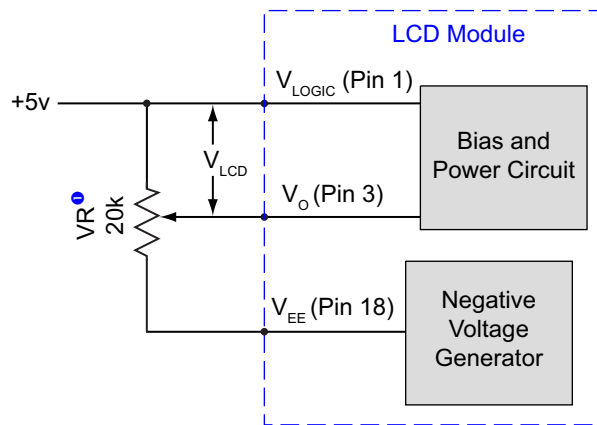 LCD Module
V_LOGIC (Pin 1)
+5v
Bias and
Power Circuit
V_LCD
V_O (Pin 3)
VR❶
20k
V_EE (Pin 18)
Negative
Voltage
Generator